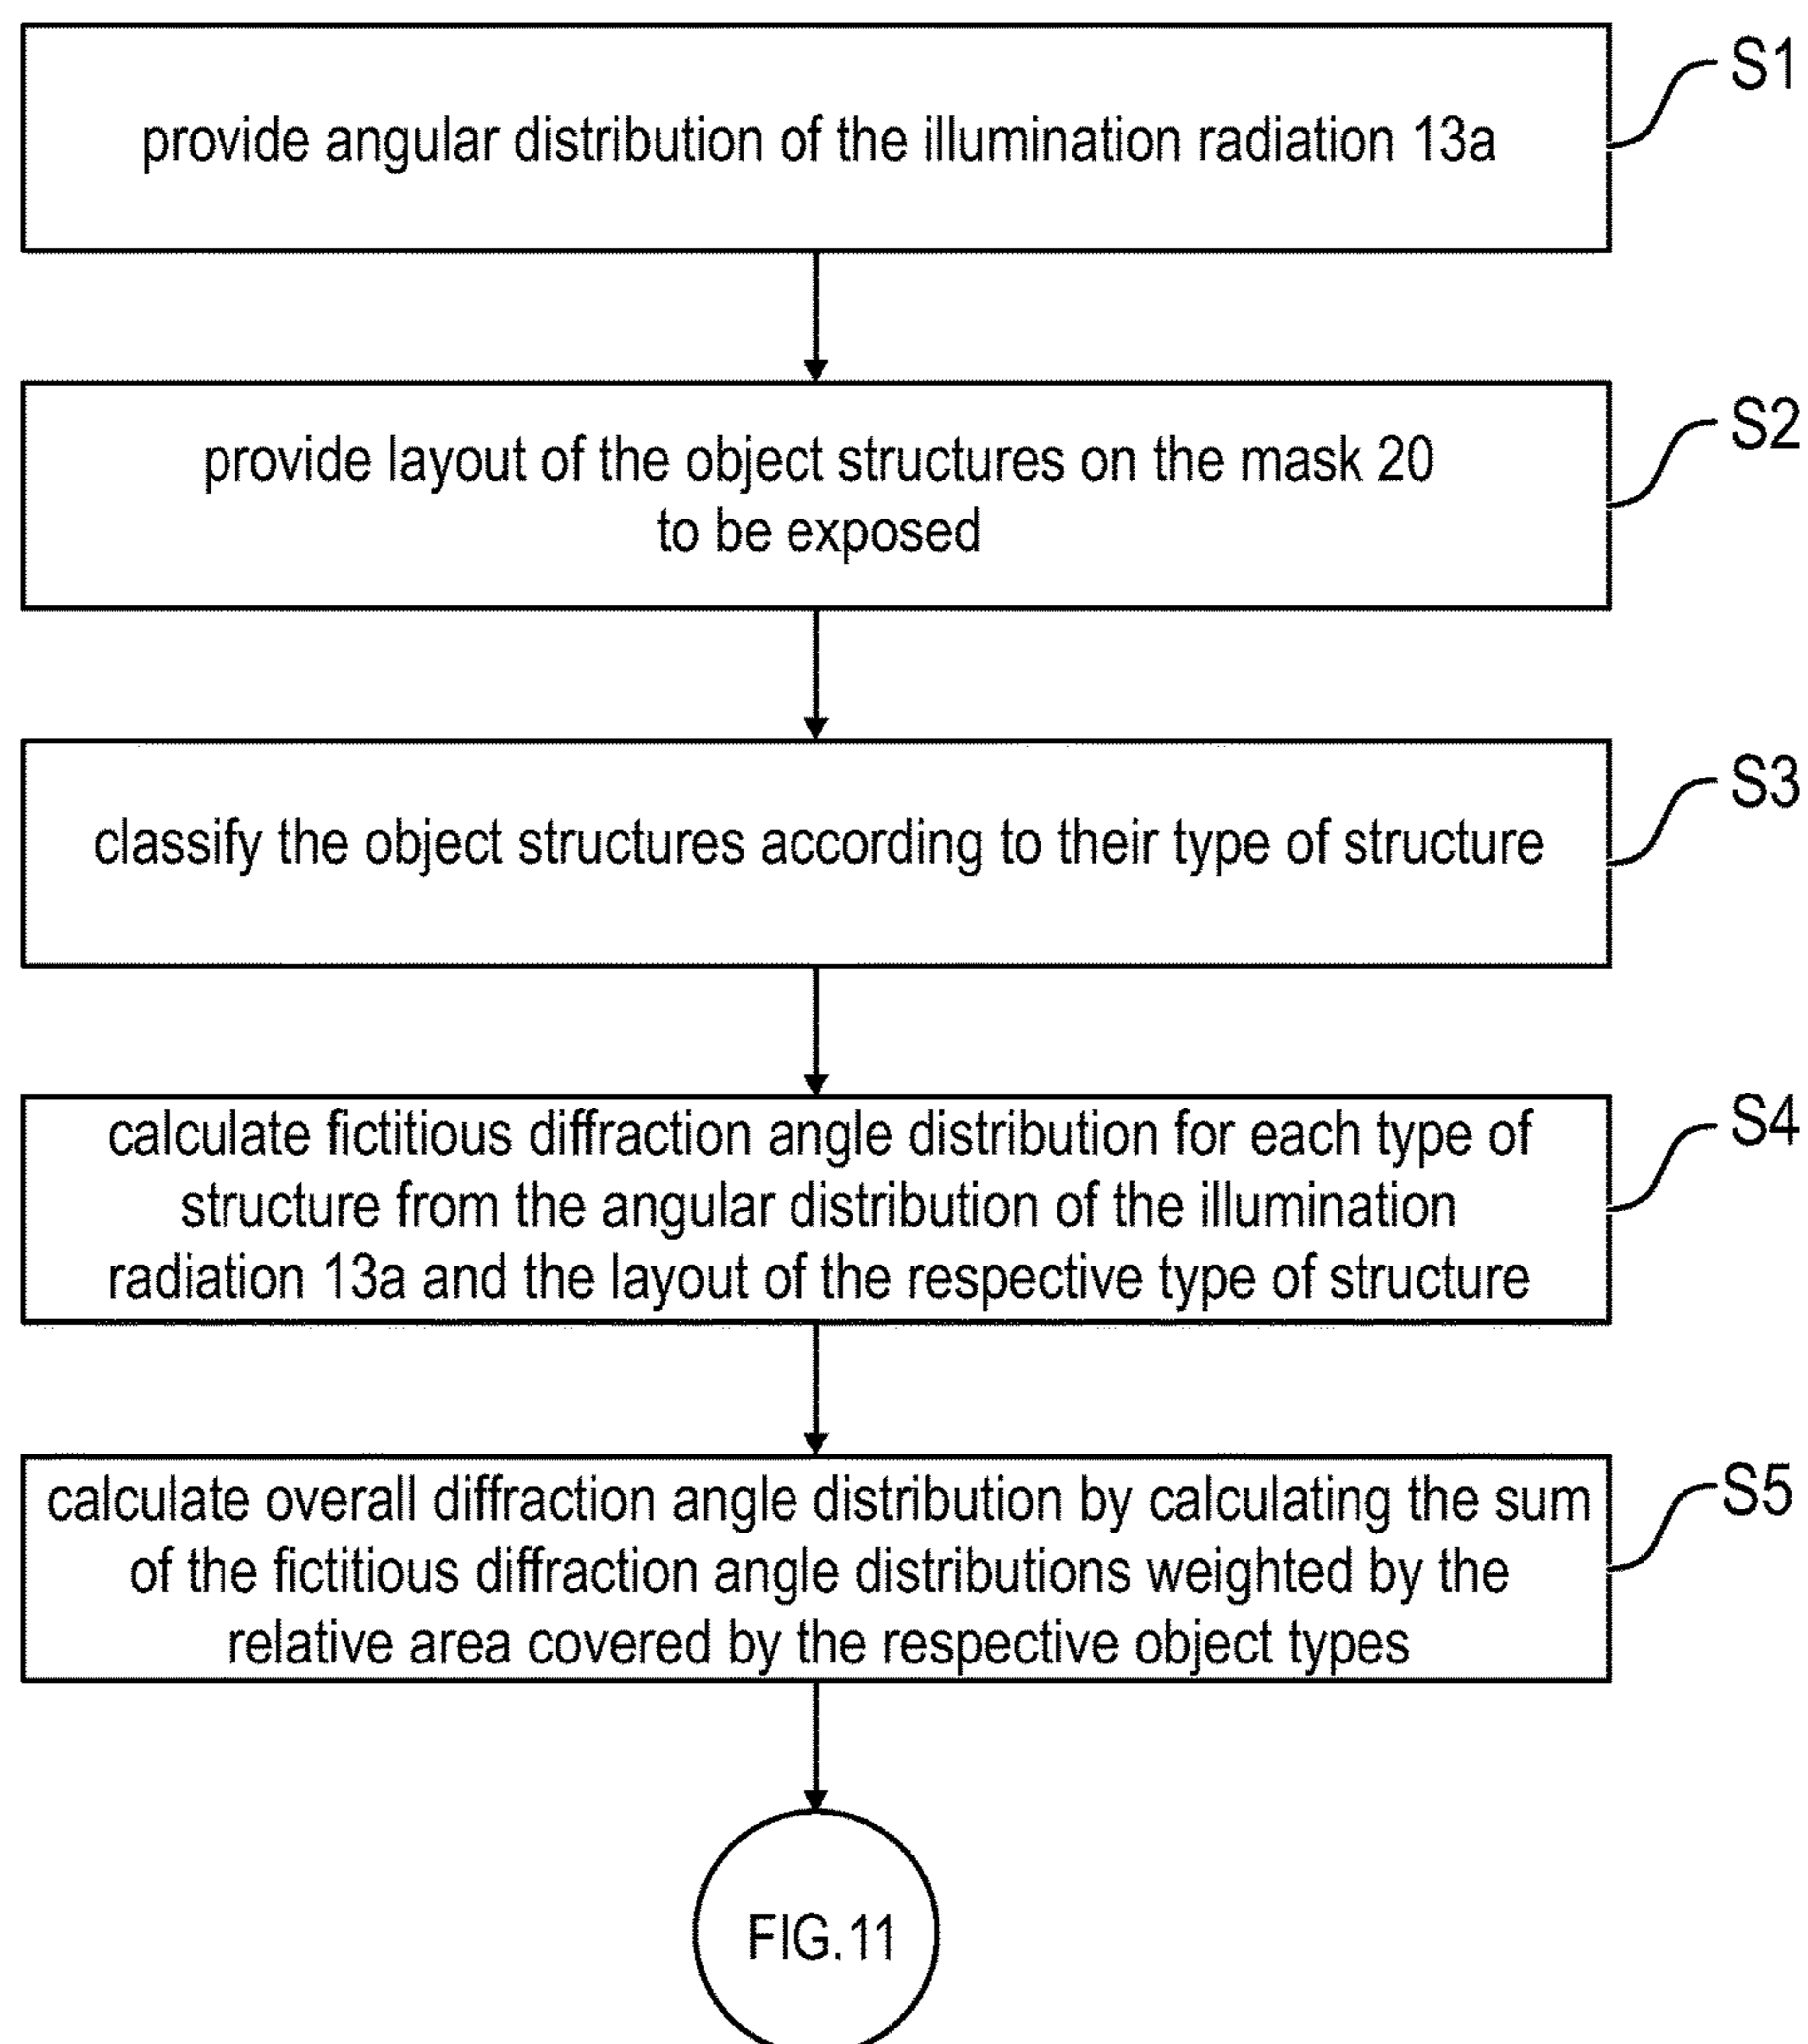 S1
provide angular distribution of the illumination radiation 13a
S2
provide layout of the object structures on the mask 20
to be exposed
S3
classify the object structures according to their type of structure
S4
calculate fictitious diffraction angle distribution for each type of
structure from the angular distribution of the illumination
radiation 13a and the layout of the respective type of structure
S5
calculate overall diffraction angle distribution by calculating the sum
of the fictitious diffraction angle distributions weighted by the
relative area covered by the respective object types
FIG.11